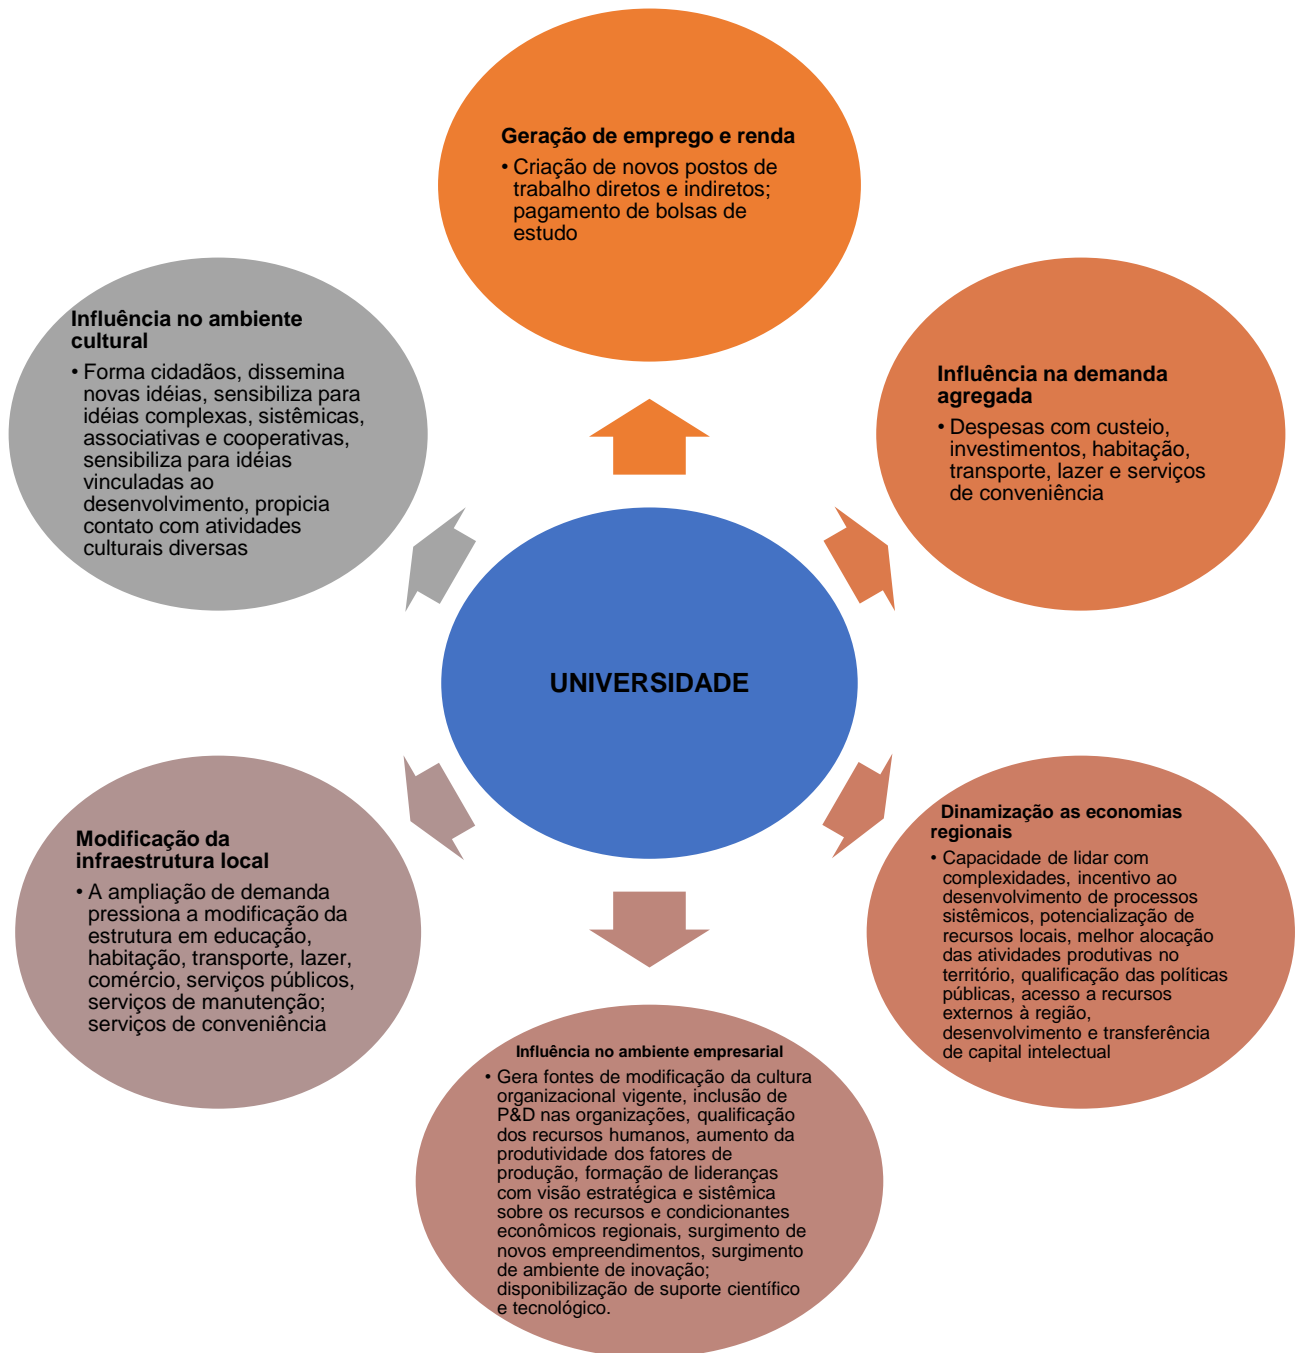 Geração de emprego e renda
• Criação de novos postos de
trabalho diretos e indiretos;
pagamento de bolsas de
estudo
Influência no ambiente
cultural
• Forma cidadãos, dissemina
novas idéias, sensibiliza para
idéias complexas, sistêmicas,
associativas e cooperativas,
sensibiliza para idéias
vinculadas ao
desenvolvimento, propicia
contato com atividades
culturais diversas
Influência na demanda
agregada
• Despesas com custeio,
investimentos, habitação,
transporte, lazer e serviços
de conveniência
UNIVERSIDADE
Modificação da
infraestrutura local
• A ampliação de demanda
pressiona a modificação da
estrutura em educação,
habitação, transporte, lazer,
comércio, serviços públicos,
serviços de manutenção;
serviços de conveniência
Dinamização as economias
regionais
• Capacidade de lidar com
complexidades, incentivo ao
desenvolvimento de processos
sistêmicos, potencialização de
recursos locais, melhor alocação
das atividades produtivas no
território, qualificação das políticas
públicas, acesso a recursos
externos à região,
desenvolvimento e transferência
de capital intelectual
Influência no ambiente empresarial
• Gera fontes de modificação da cultura
organizacional vigente, inclusão de
P&D nas organizações, qualificação
dos recursos humanos, aumento da
produtividade dos fatores de
produção, formação de lideranças
com visão estratégica e sistêmica
sobre os recursos e condicionantes
econômicos regionais, surgimento de
novos empreendimentos, surgimento
de ambiente de inovação;
disponibilização de suporte científico
e tecnológico.